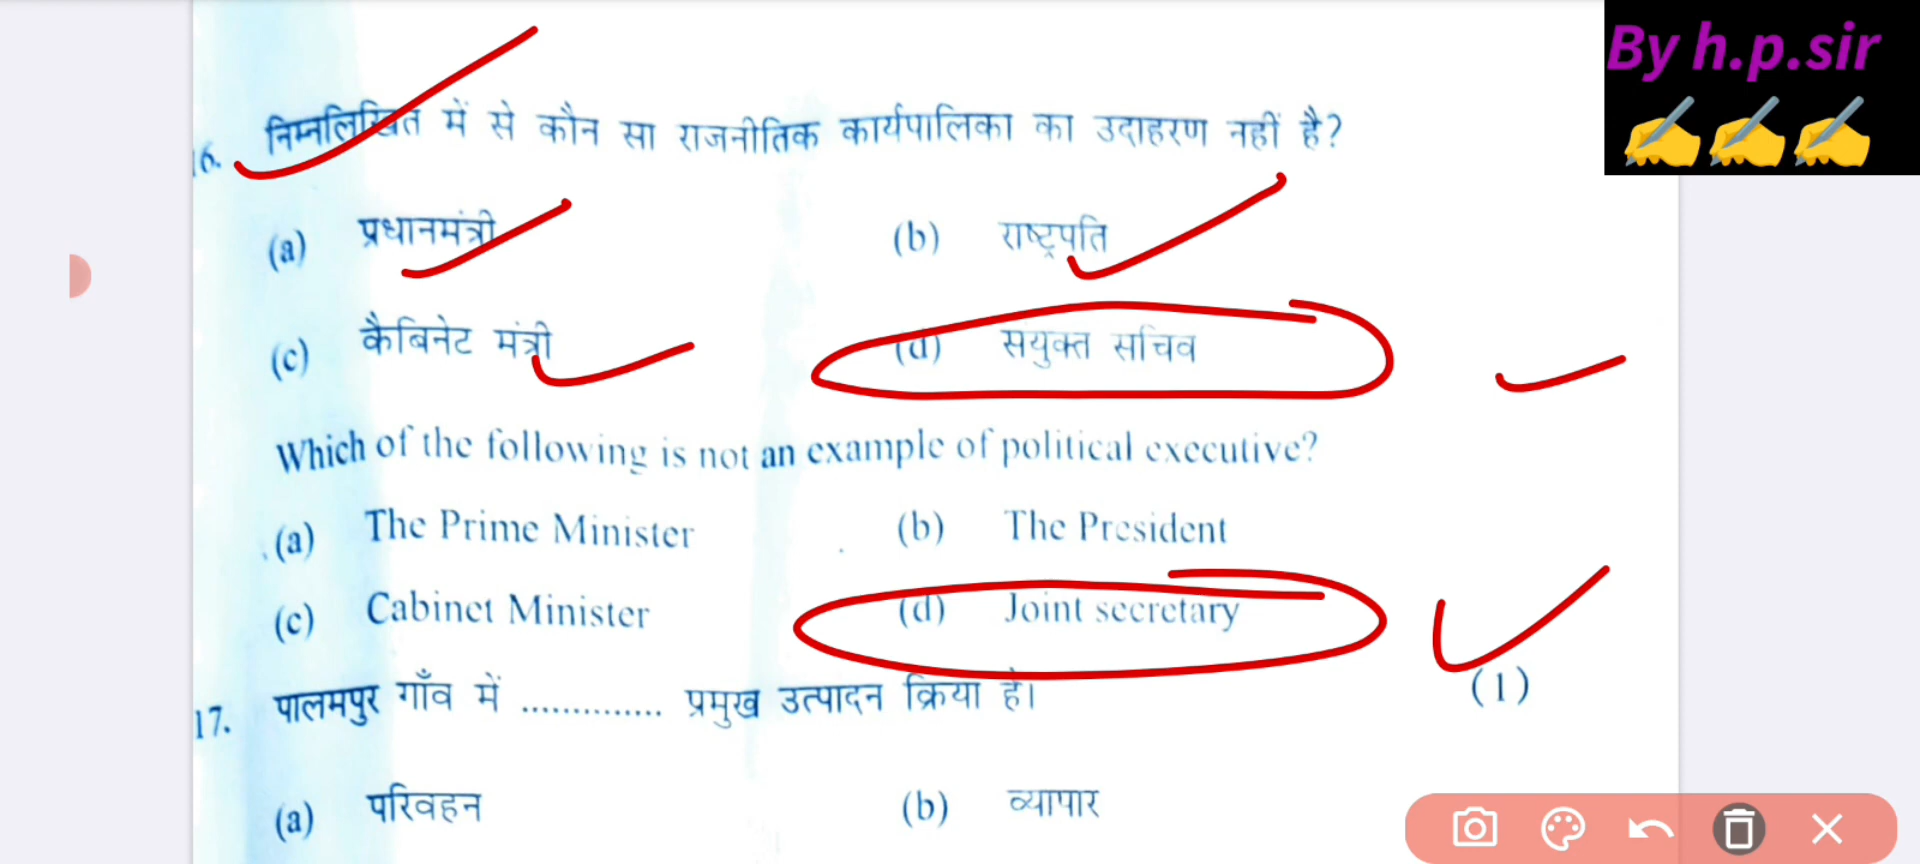 By h.p.sir
16. निम्नलिखित में से कौन सा राजनीतिक कार्यपालिका का उदाहरण नहीं है?
(a) प्रधानमंत्री (b) राष्ट्रपति
(c) कैबिनेट मंत्री (d) संयुक्त सचिव
Which of the following is not an example of political executive?
(a) The Prime Minister (b) The President
(c) Cabinet Minister (d) Joint secretary
(1)
17. पालमपुर गाँव में .............. प्रमुख उत्पादन क्रिया है।
(a) परिवहन (b) व्यापार